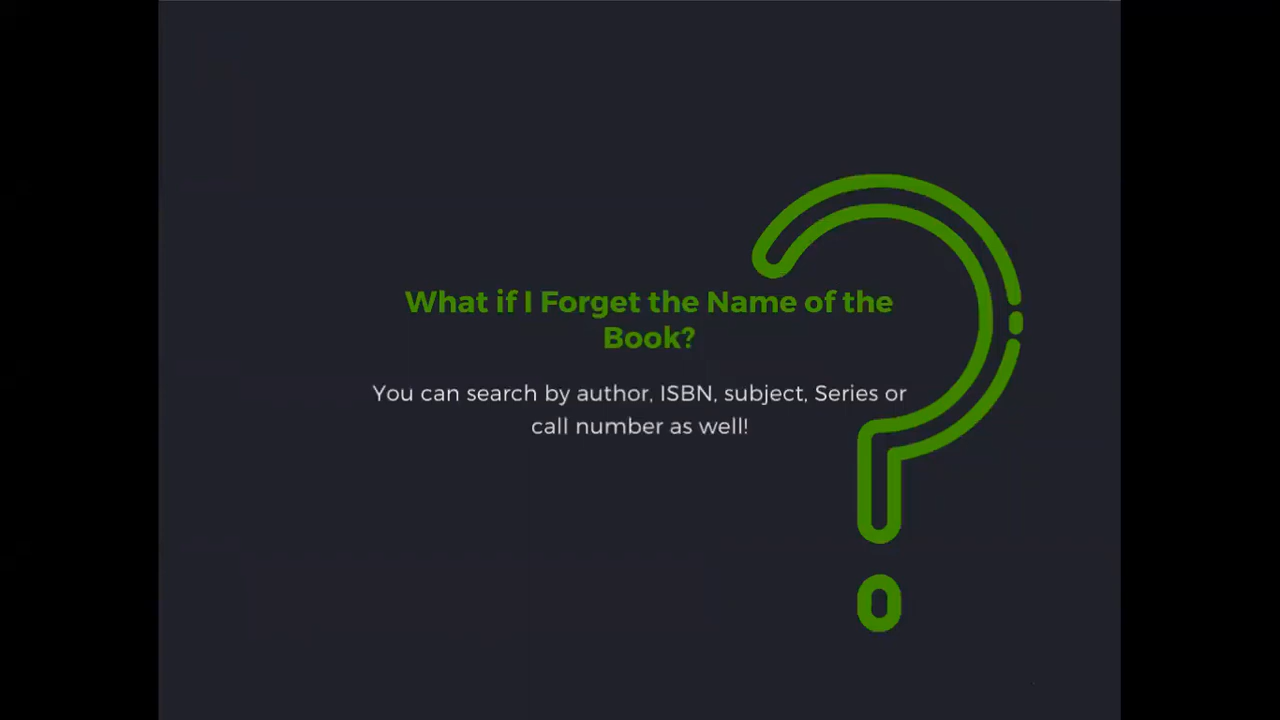 What if I Forget the Name of the
Book?
You can search by author, ISBN, subject, Series or
call number as well!